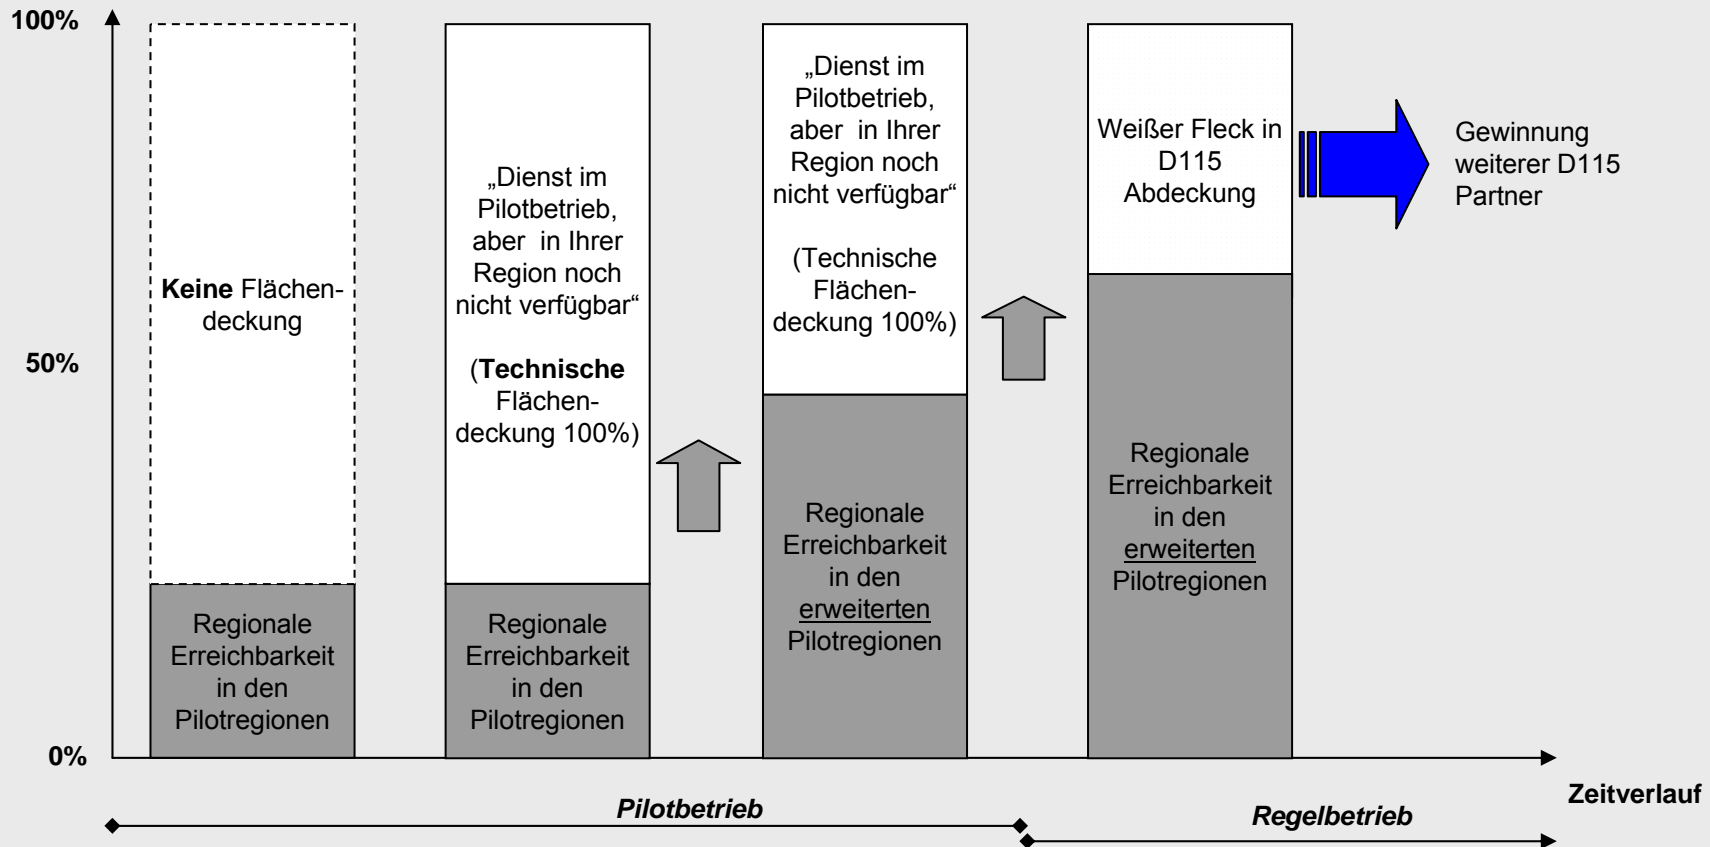 100%
50%
0%
Keine Flächen-
deckung
Regionale
Erreichbarkeit
in den
Pilotregionen
„Dienst im
Pilotbetrieb,
aber in Ihrer
Region noch
nicht verfügbar“
(Technische
Flächen-
deckung 100%)
Regionale
Erreichbarkeit
in den
Pilotregionen
„Dienst im
Pilotbetrieb,
aber in Ihrer
Region noch
nicht verfügbar“
(Technische
Flächen-
deckung 100%)
Regionale
Erreichbarkeit
in den
erweiterten
Pilotregionen
Weißer Fleck in
D115
Abdeckung
Regionale
Erreichbarkeit
in den
erweiterten
Pilotregionen
Gewinnung
weiterer D115
Partner
Zeitverlauf
Pilotbetrieb
Regelbetrieb